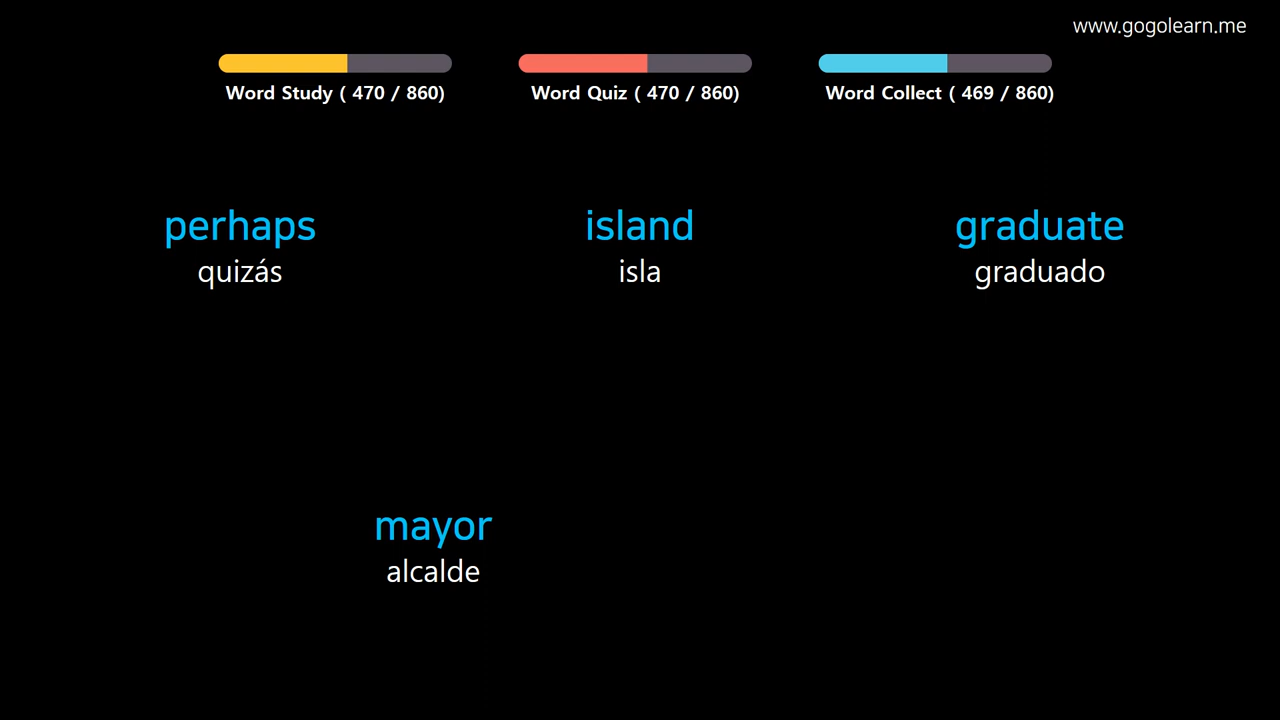 www.gogolearn.me
Word Study ( 470 / 860)
Word Quiz ( 470 / 860)
Word Collect ( 469 / 860)
perhaps
quizás
island
isla
graduate
graduado
mayor
alcalde